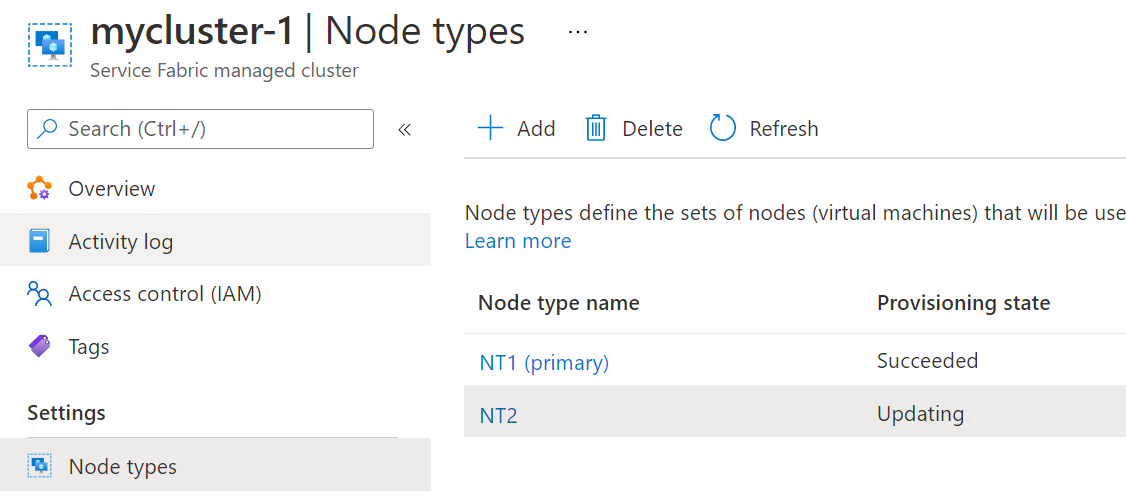 mycluster-1 | Node types ...
Service Fabric managed cluster
Search (Ctrl+/)
«
Add Delete Refresh
Overview
Activity log
Access control (IAM)
Tags
Settings
Node types
Node types define the sets of nodes (virtual machines) that will be use
Learn more
Node type name Provisioning state
NT1 (primary) Succeeded
NT2 Updating